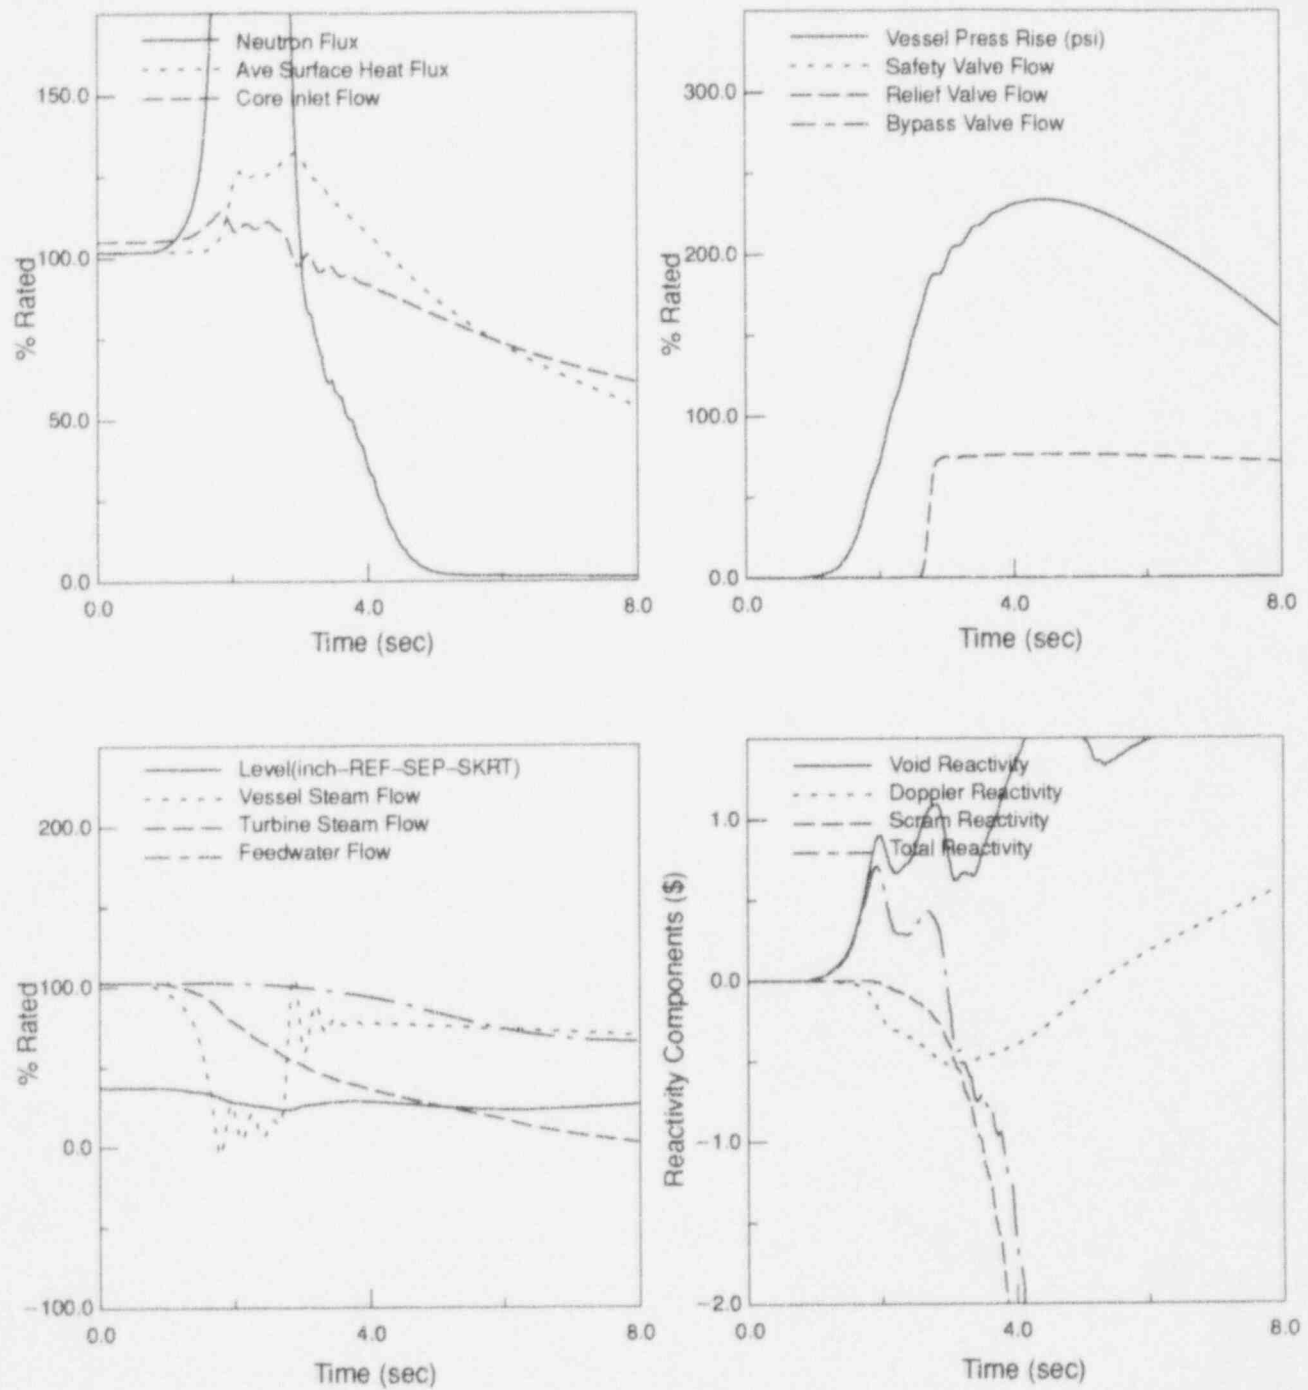 Neutron Flux
Ave Surface Heat Flux
Core Inlet Flow
150.0
100.0
50.0
0.0
% Rated
0.0 4.0 8.0
Time (sec)
Vessel Press Rise (psi)
Safety Valve Flow
Relief Valve Flow
Bypass Valve Flow
300.0
200.0
100.0
0.0
% Rated
0.0 4.0 8.0
Time (sec)
Level(inch-REF-SEP-SKRT)
Vessel Steam Flow
Turbine Steam Flow
Feedwater Flow
200.0
100.0
0.0
-100.0
% Rated
0.0 4.0 8.0
Time (sec)
Void Reactivity
Doppler Reactivity
Scram Reactivity
Total Reactivity
1.0
0.0
-1.0
-2.0
Reactivity Components ($)
0.0 4.0 8.0
Time (sec)